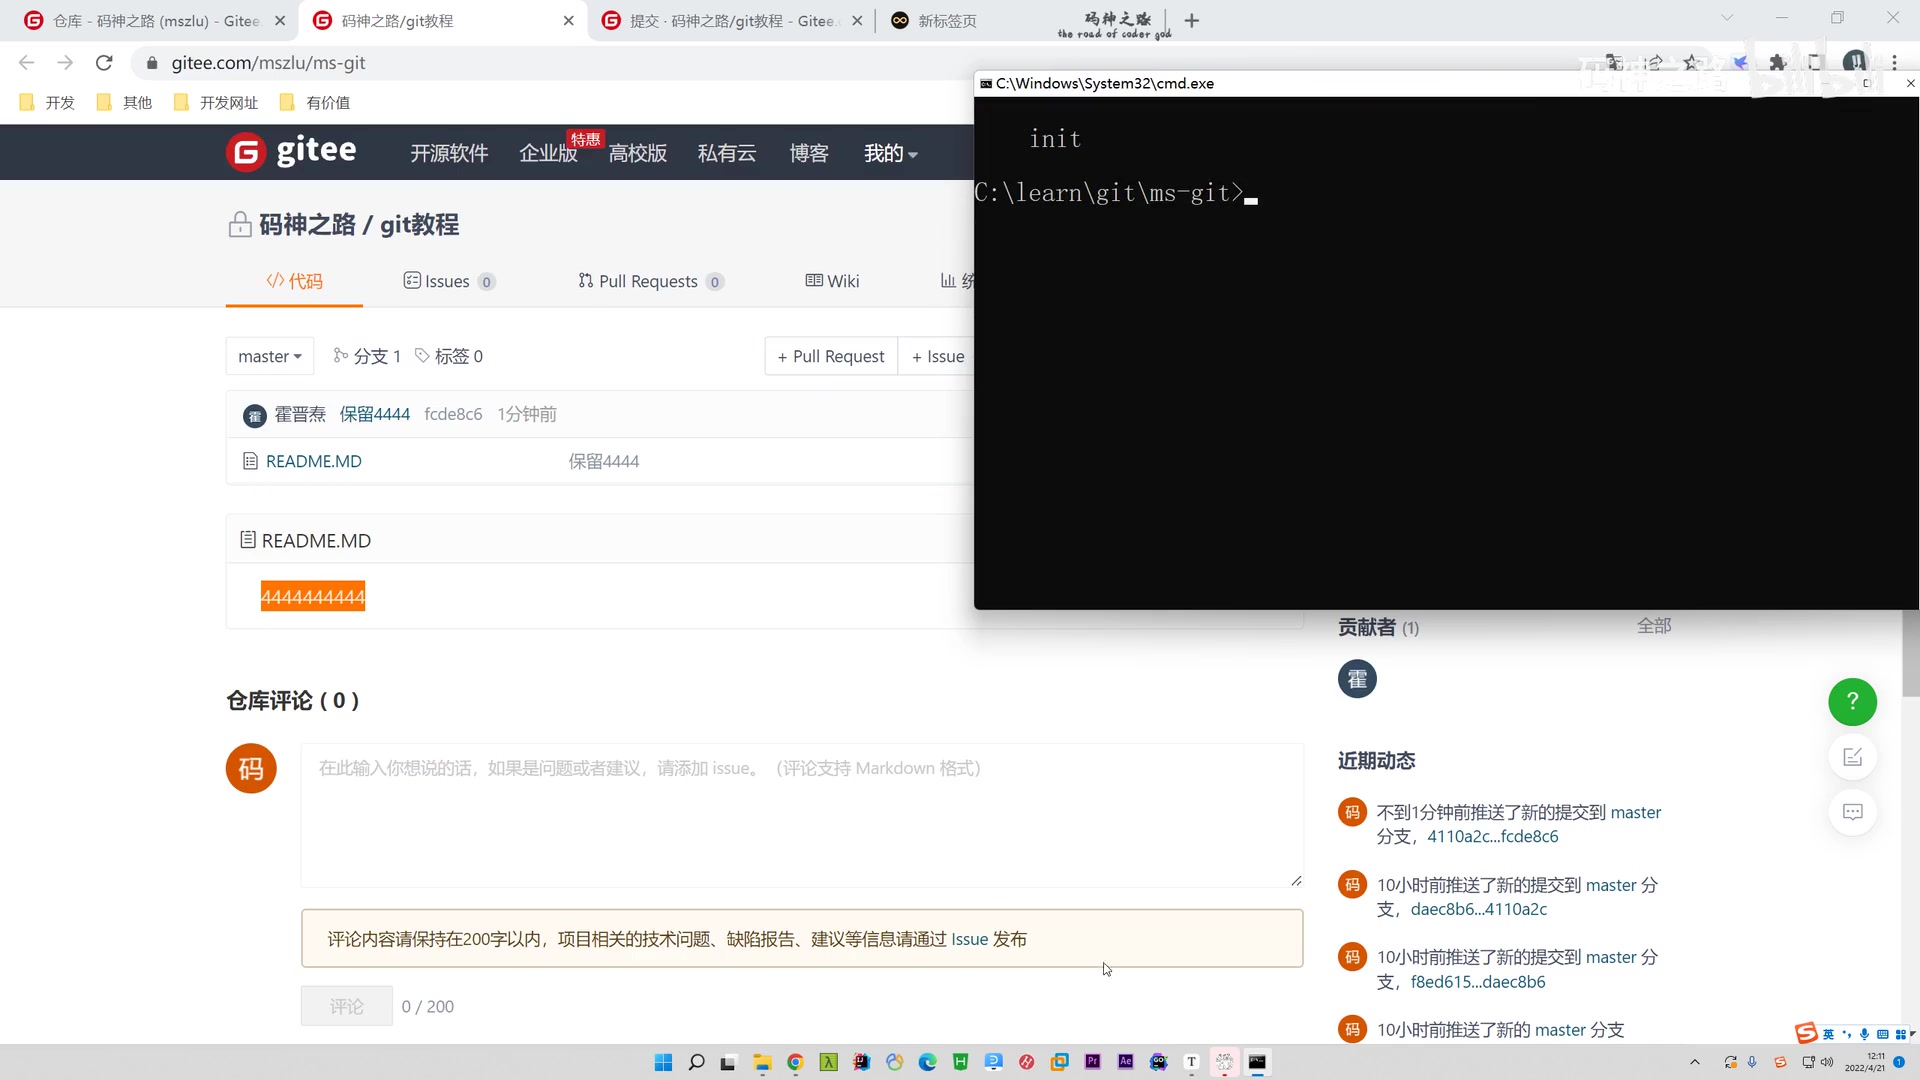 仓库 - 码神之路 (mszlu) - Gitee.
码神之路/git教程
提交 · 码神之路/git教程 - Gitee.
新标签页
码神之路
the road of coder god
gitee.com/mszlu/ms-git
开发
其他
开发网址
有价值
C:\Windows\System32\cmd.exe
init
C:\learn\git\ms-git>
gitee
开源软件
企业版
特惠
高校版
私有云
博客
我的
码神之路 / git教程
代码
Issues 0
Pull Requests 0
Wiki
统
master
分支 1
标签 0
+ Pull Request
+ Issue
保留4444
fcde8c6
1分钟前
README.MD
保留4444
README.MD
4444444444
仓库评论 ( 0 )
码
在此输入你想说的话，如果是问题或者建议，请添加 issue。（评论支持 Markdown 格式）
评论内容请保持在200字以内，项目相关的技术问题、缺陷报告、建议等信息请通过 Issue 发布
评论
0 / 200
贡献者 (1)
全部
霍
近期动态
码
不到1分钟前推送了新的提交到 master
分支，4110a2c...fcde8c6
码
10小时前推送了新的提交到 master 分
支，daec8b6...4110a2c
码
10小时前推送了新的提交到 master 分
支，f8ed615...daec8b6
码
10小时前推送了新的 master 分支
英
12:11
2022/4/21